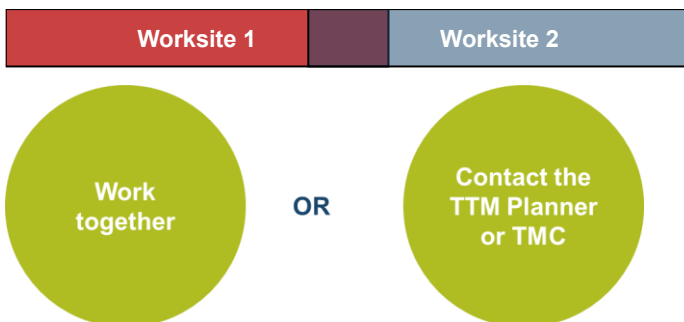 Worksite 1
Worksite 2
Work
together
OR
Contact the
TTM Planner
or TMC